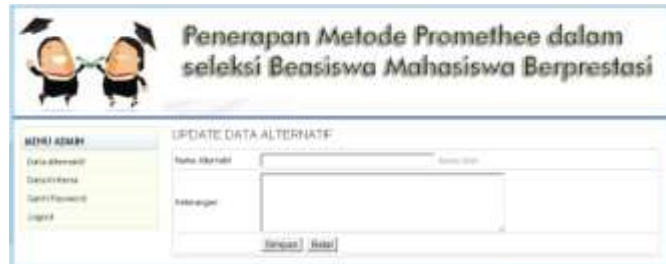 Penerapan Metode Promethee dalam
seleksi Beasiswa Mahasiswa Berprestasi
MENU ADMIN
Data Alternatif
Data Kriteria
Ganti Password
Logout
UPDATE DATA ALTERNATIF
Nama Alternatif
Keterangan
Simpan Batal